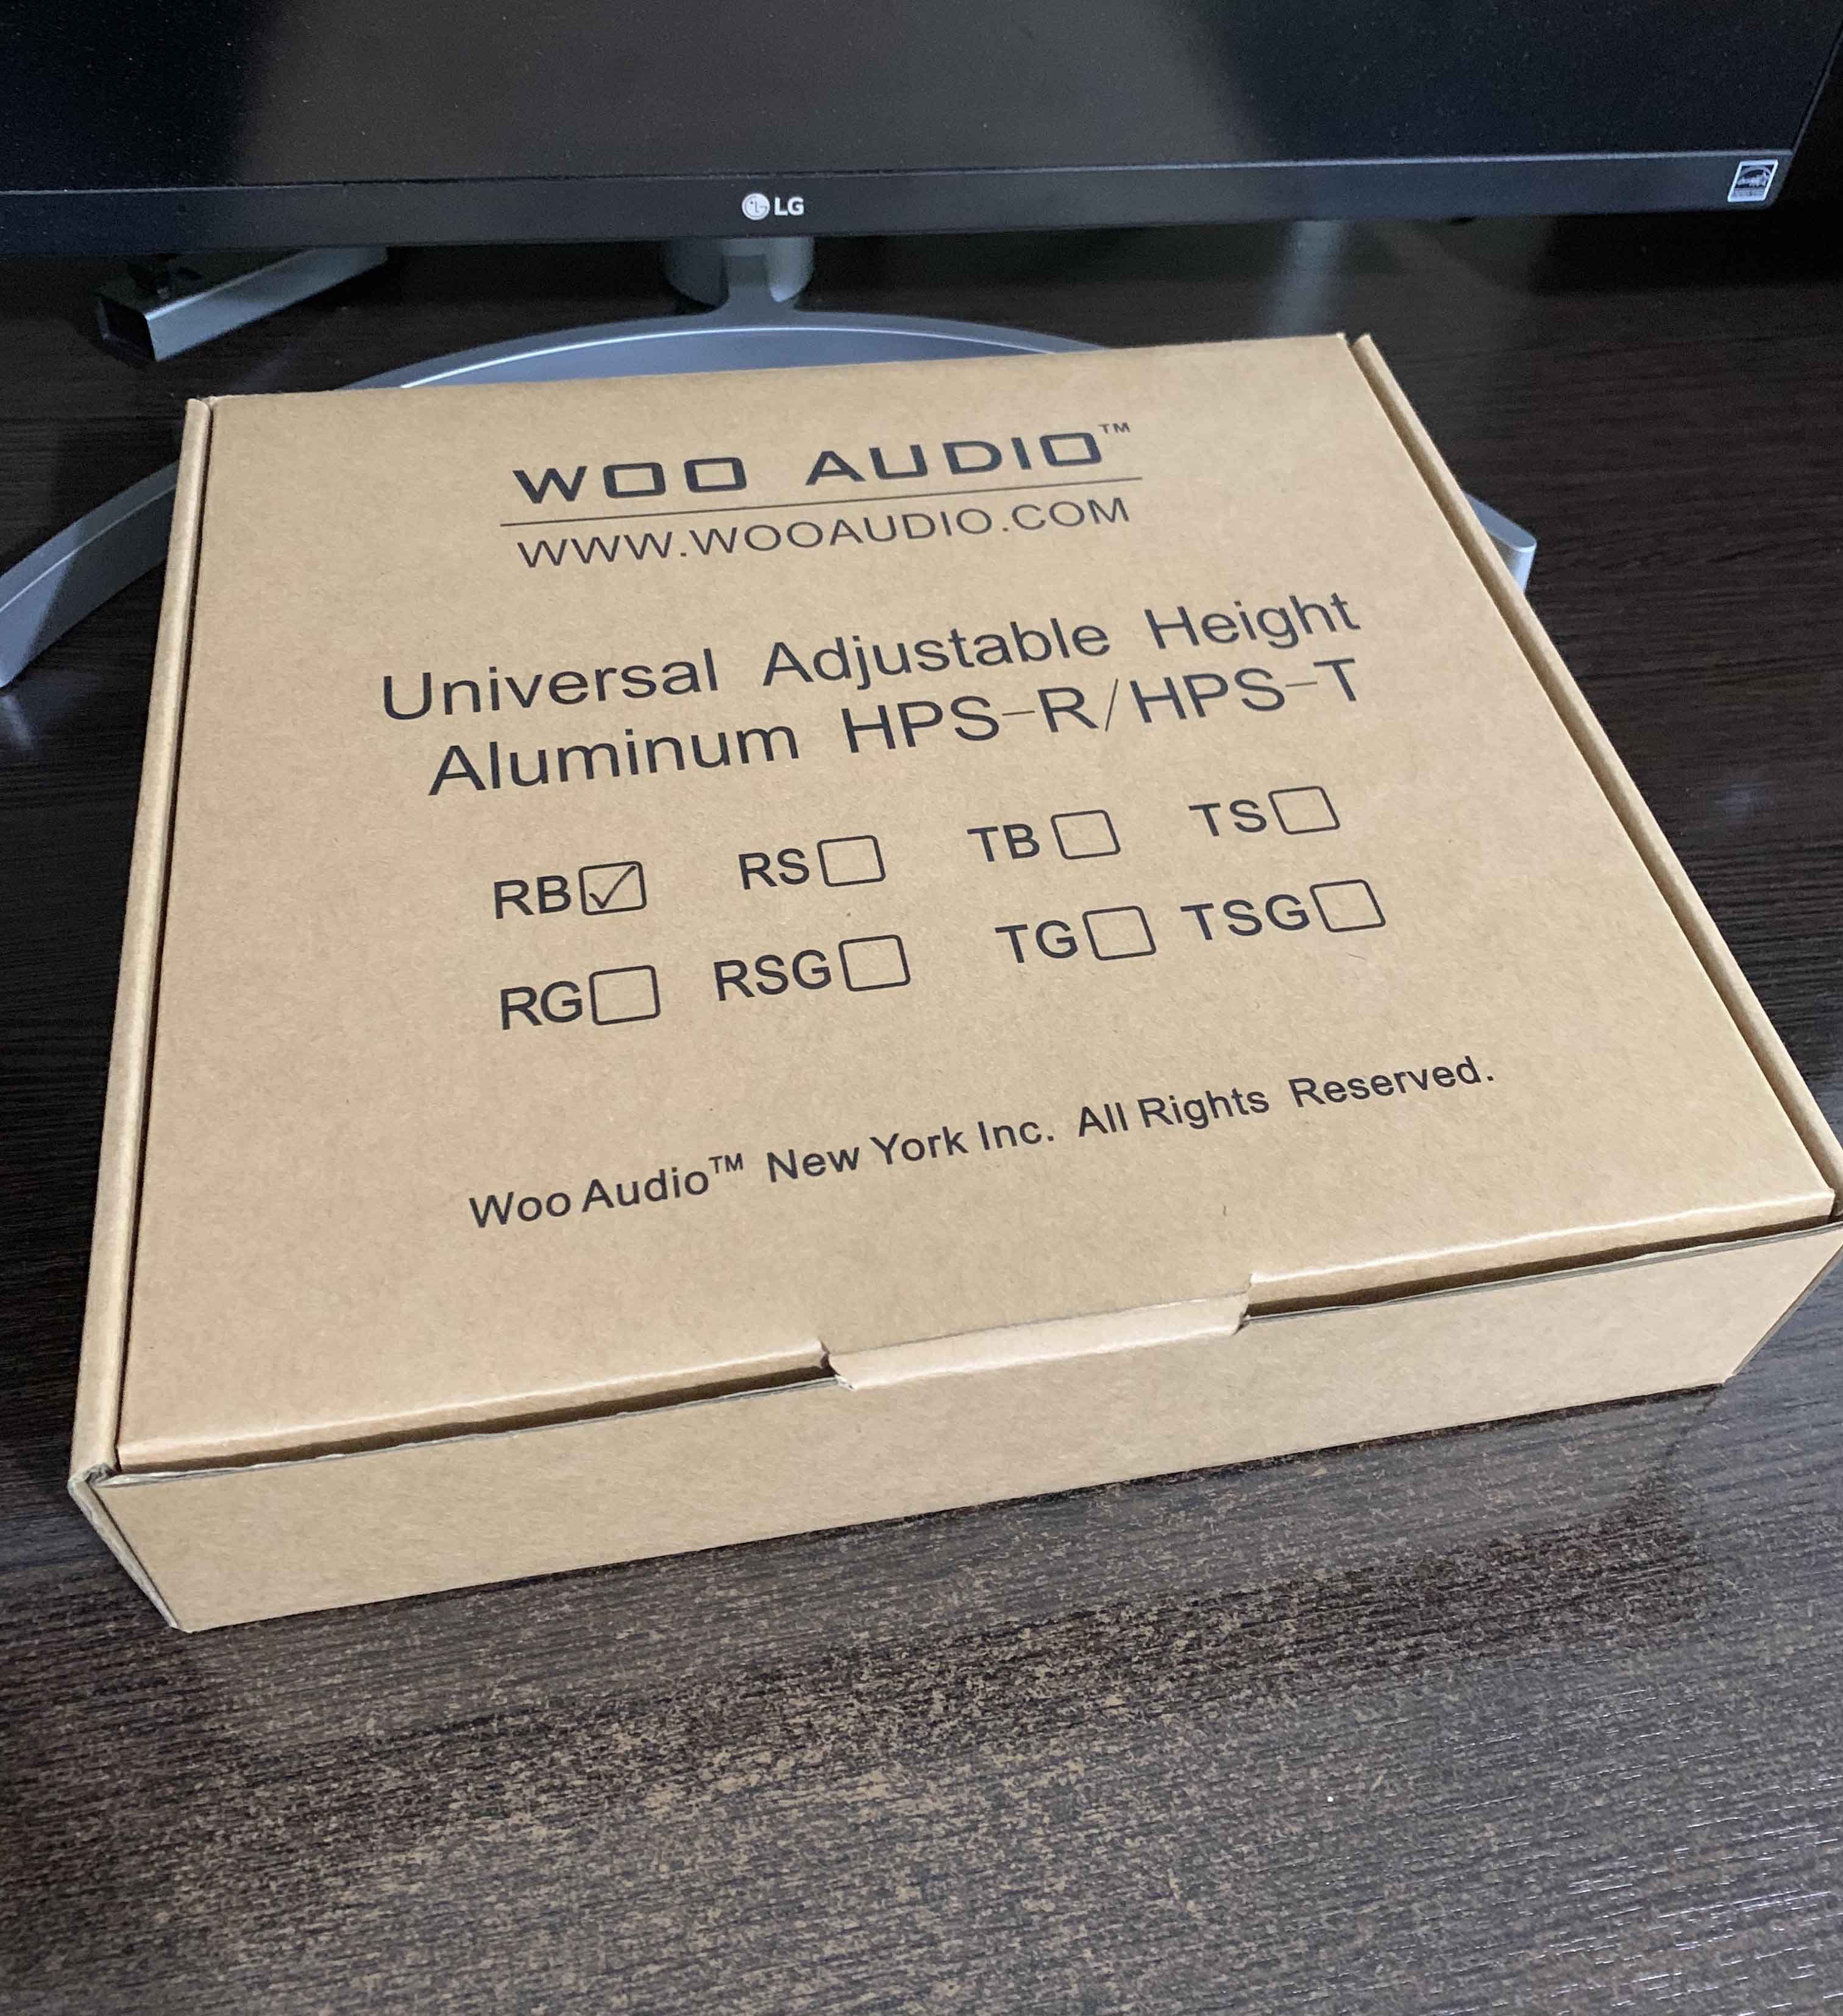 LG
WOO AUDIO™
WWW.WOOAUDIO.COM
Universal Adjustable Height
Aluminum HPS-R/HPS-T
RB☑ RS☐ TB☐ TS☐
RG☐ RSG☐ TG☐ TSG☐
Woo Audio™ New York Inc. All Rights Reserved.